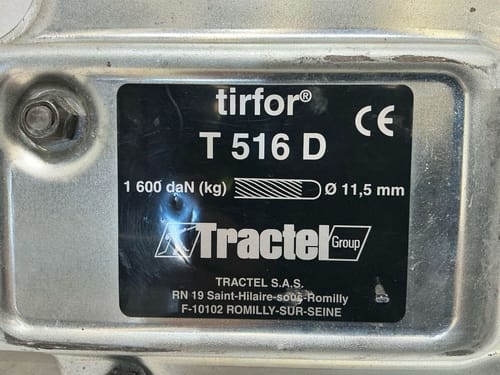 tirfor®
CE
T 516 D
1 600 daN (kg) Ø 11,5 mm
Tractel Group
TRACTEL S.A.S.
RN 19 Saint-Hilaire-sous-Romilly
F-10102 ROMILLY-SUR-SEINE